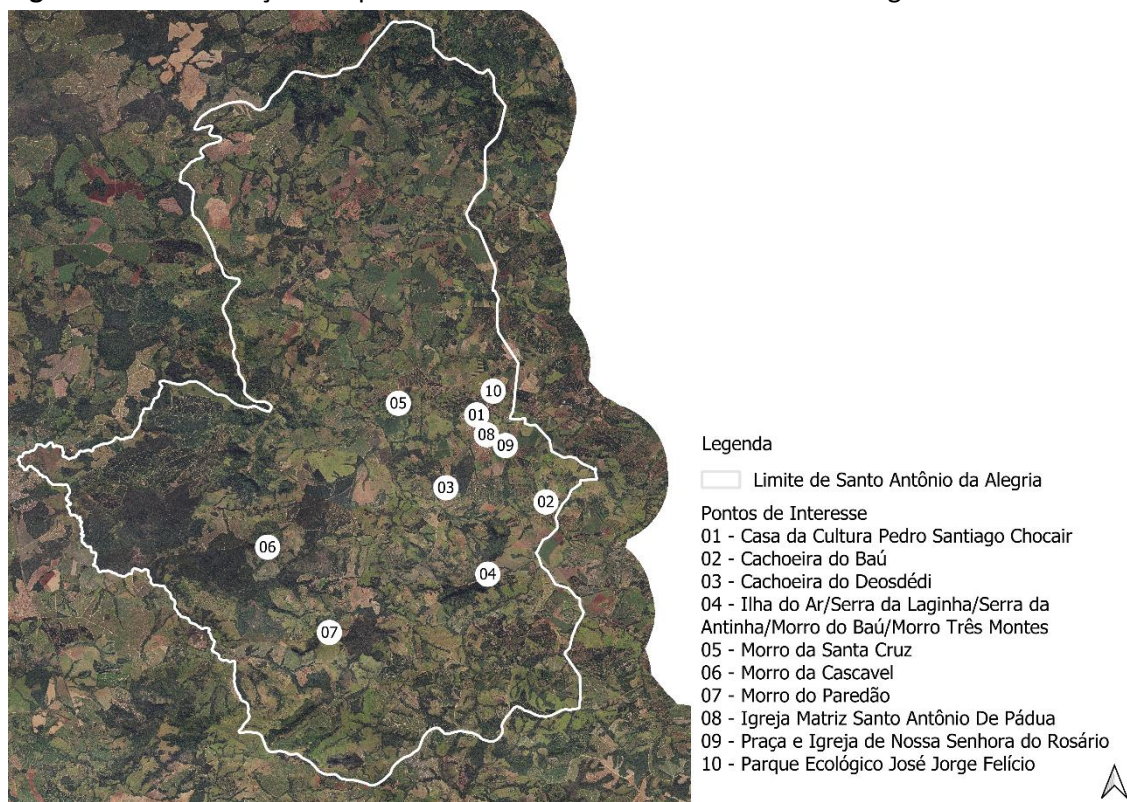 10
05
01
08
09
03
02
06
04
07
Legenda
Limite de Santo Antônio da Alegria
Pontos de Interesse
01 - Casa da Cultura Pedro Santiago Chocair
02 - Cachoeira do Baú
03 - Cachoeira do Deosdédi
04 - Ilha do Ar/Serra da Laginha/Serra da
Antinha/Morro do Baú/Morro Três Montes
05 - Morro da Santa Cruz
06 - Morro da Cascavel
07 - Morro do Paredão
08 - Igreja Matriz Santo Antônio De Pádua
09 - Praça e Igreja de Nossa Senhora do Rosário
10 - Parque Ecológico José Jorge Felício